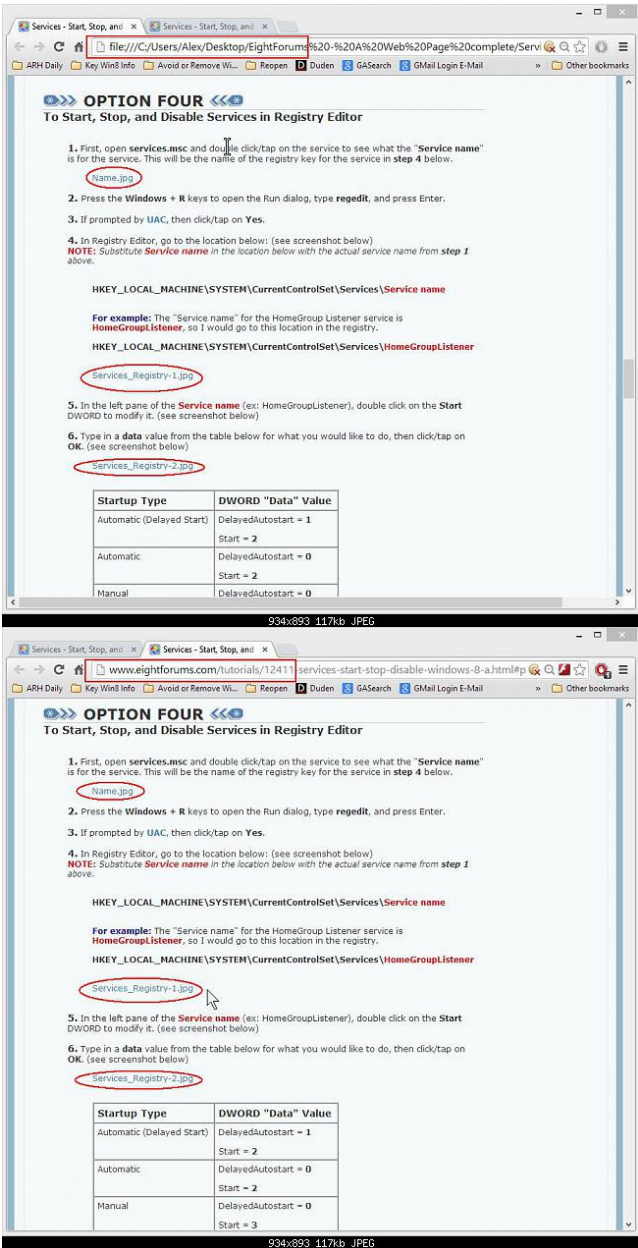 Services - Start, Stop, and × Services - Start, Stop, and ×
file:///C:/Users/Alex/Desktop/EightForums%20-%20A%20Web%20Page%20complete/Servi
ARH Daily Key Win8 Info Avoid or Remove Wi... Reopen D Duden GASearch GMail Login E-Mail » Other bookmarks
OPTION FOUR
To Start, Stop, and Disable Services in Registry Editor
1. First, open services.msc and double click/tap on the service to see what the "Service name"
is for the service. This will be the name of the registry key for the service in step 4 below.
Name.jpg
2. Press the Windows + R keys to open the Run dialog, type regedit, and press Enter.
3. If prompted by UAC, then click/tap on Yes.
4. In Registry Editor, go to the location below: (see screenshot below)
NOTE: Substitute Service name in the location below with the actual service name from step 1
above.
HKEY_LOCAL_MACHINE\SYSTEM\CurrentControlSet\Services\Service name
For example: The "Service name" for the HomeGroup Listener service is
HomeGroupListener, so I would go to this location in the registry.
HKEY_LOCAL_MACHINE\SYSTEM\CurrentControlSet\Services\HomeGroupListener
Services_Registry-1.jpg
5. In the left pane of the Service name (ex: HomeGroupListener), double click on the Start
DWORD to modify it. (see screenshot below)
6. Type in a data value from the table below for what you would like to do, then click/tap on
OK. (see screenshot below)
Services_Registry-2.jpg
Startup Type DWORD "Data" Value
Automatic (Delayed Start) DelayedAutostart = 1
Start = 2
Automatic DelayedAutostart = 0
Start = 2
Manual DelayedAutostart = 0
934x893 117kb JPEG
Services - Start, Stop, and × Services - Start, Stop, and ×
www.eightforums.com/tutorials/12411-services-start-stop-disable-windows-8-a.html#p
ARH Daily Key Win8 Info Avoid or Remove Wi... Reopen D Duden GASearch GMail Login E-Mail » Other bookmarks
OPTION FOUR
To Start, Stop, and Disable Services in Registry Editor
1. First, open services.msc and double click/tap on the service to see what the "Service name"
is for the service. This will be the name of the registry key for the service in step 4 below.
Name.jpg
2. Press the Windows + R keys to open the Run dialog, type regedit, and press Enter.
3. If prompted by UAC, then click/tap on Yes.
4. In Registry Editor, go to the location below: (see screenshot below)
NOTE: Substitute Service name in the location below with the actual service name from step 1
above.
HKEY_LOCAL_MACHINE\SYSTEM\CurrentControlSet\Services\Service name
For example: The "Service name" for the HomeGroup Listener service is
HomeGroupListener, so I would go to this location in the registry.
HKEY_LOCAL_MACHINE\SYSTEM\CurrentControlSet\Services\HomeGroupListener
Services_Registry-1.jpg
5. In the left pane of the Service name (ex: HomeGroupListener), double click on the Start
DWORD to modify it. (see screenshot below)
6. Type in a data value from the table below for what you would like to do, then click/tap on
OK. (see screenshot below)
Services_Registry-2.jpg
Startup Type DWORD "Data" Value
Automatic (Delayed Start) DelayedAutostart = 1
Start = 2
Automatic DelayedAutostart = 0
Start = 2
Manual DelayedAutostart = 0
Start = 3
934x893 117kb JPEG